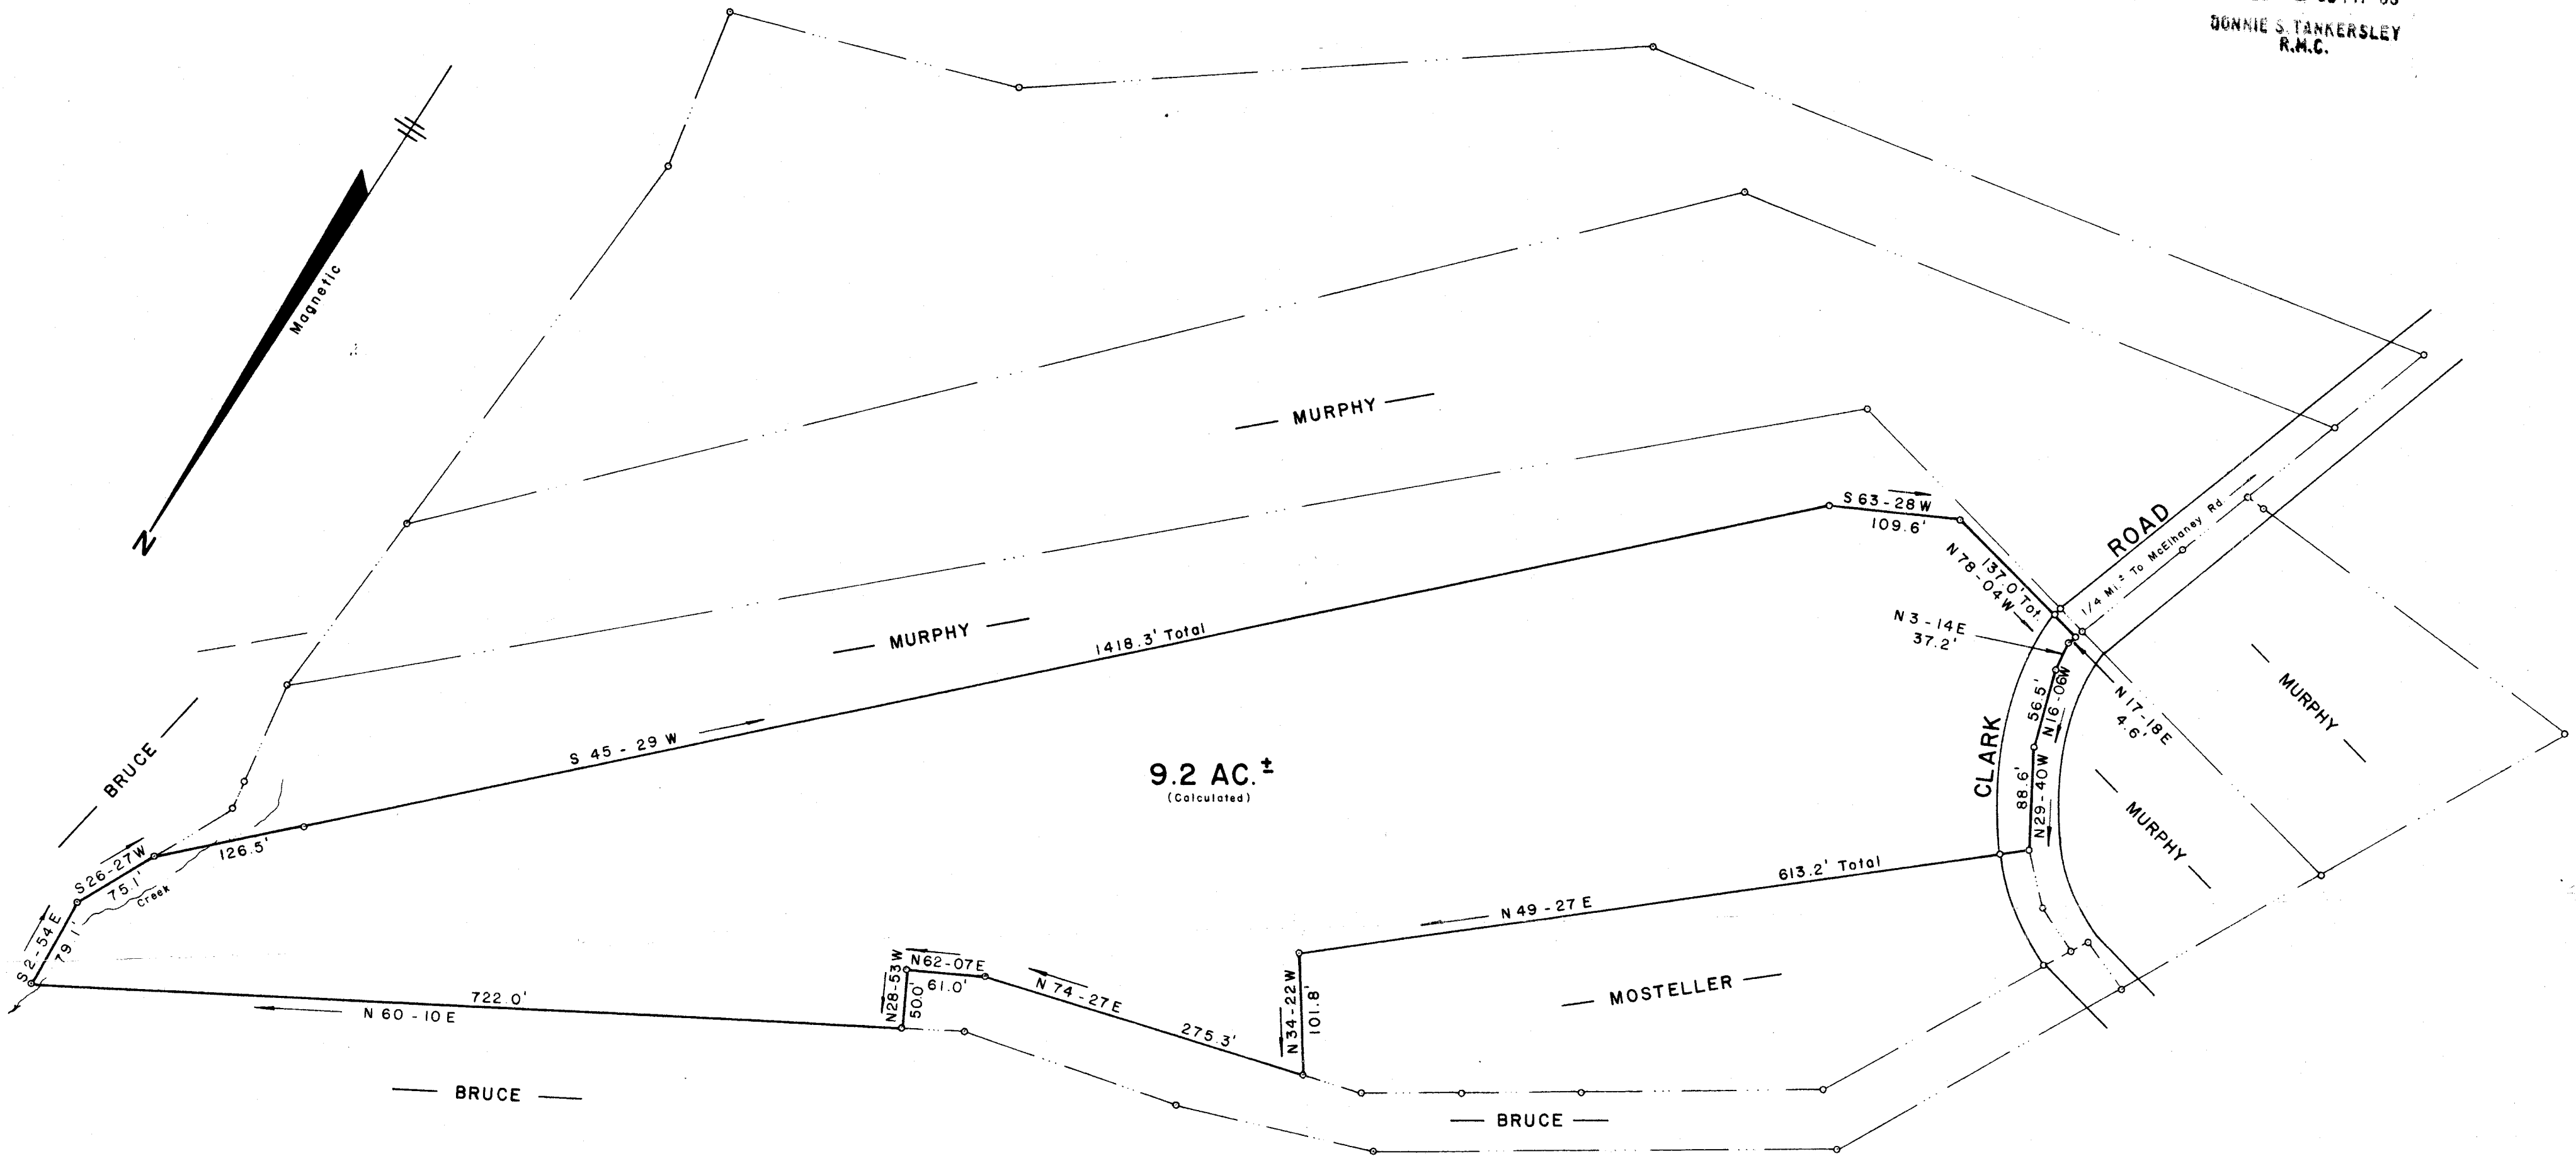 DONNIE S. TANKERSLEY
R.M.C.
N
Magnetic
MURPHY
S 63 - 28 W
109.6'
137.0' Tot.
N 78 - 04 W
ROAD
1/4 Mi.± To McElhaney Rd.
N 3 - 14 E
37.2'
MURPHY
1418.3' Total
S 45 - 29 W
56.5'
N 16 - 06 W
N 17 - 18 E
4.6'
MURPHY
BRUCE
9.2 AC.±
(Calculated)
CLARK
88.6'
N 29 - 40 W
MURPHY
S 26 - 27 W
75.1'
126.5'
Creek
S 2 - 54 E
79.1'
613.2' Total
N 49 - 27 E
722.0'
N 60 - 10 E
N 28 - 53 W
50.0'
N 62 - 07 E
61.0'
N 74 - 27 E
275.3'
N 34 - 22 W
101.8'
MOSTELLER
BRUCE
BRUCE